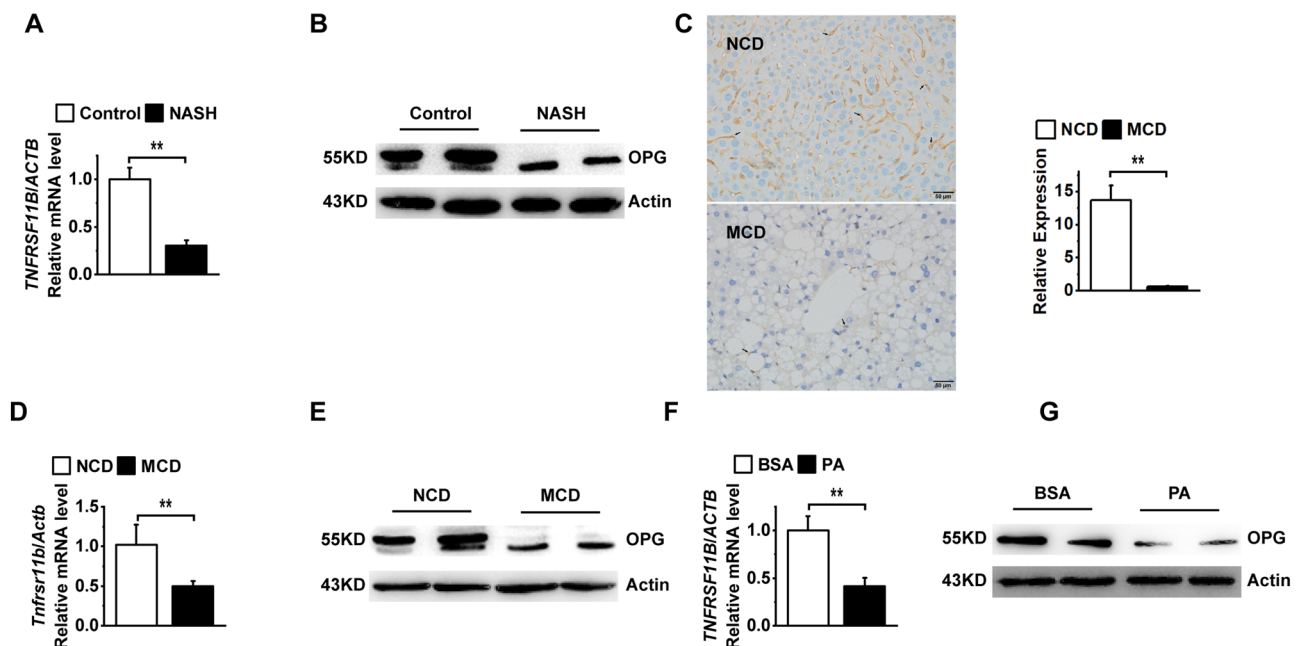 A
Control NASH
TNFRSF11B/ACTB
Relative mRNA level
**
1.0
0.5
0.0
B
Control NASH
55KD OPG
43KD Actin
C
NCD
50 μm
MCD
50 μm
NCD MCD
Relative Expression
**
15
10
5
0
D
NCD MCD
Tnfrsr11b/Actb
Relative mRNA level
**
1.5
1.0
0.5
0.0
E
NCD MCD
55KD OPG
43KD Actin
F
BSA PA
TNFRSF11B/ACTB
Relative mRNA level
**
1.0
0.5
0.0
G
BSA PA
55KD OPG
43KD Actin